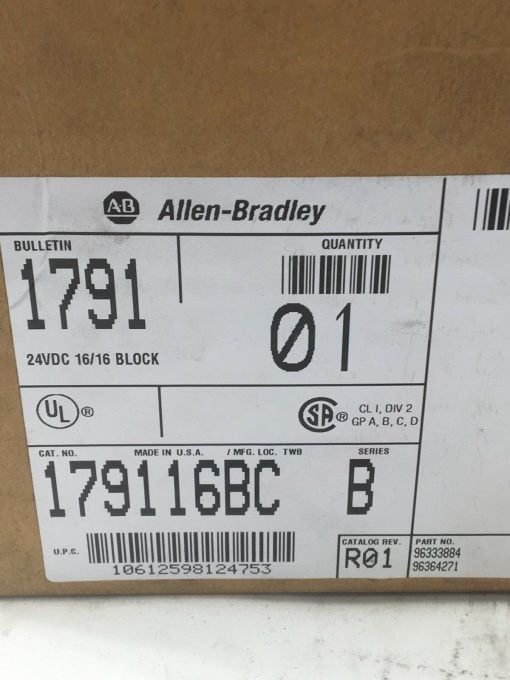 AB Allen-Bradley
BULLETIN
1791
24VDC 16/16 BLOCK
QUANTITY
01
UL ®
SA ® CL I, DIV 2
GP A, B, C, D
CAT. NO. MADE IN U.S.A. / MFG. LOC. TWB SERIES
179116BC B
U.P.C.
10612598124753
CATALOG REV.
R01
PART NO.
96333884
96364271